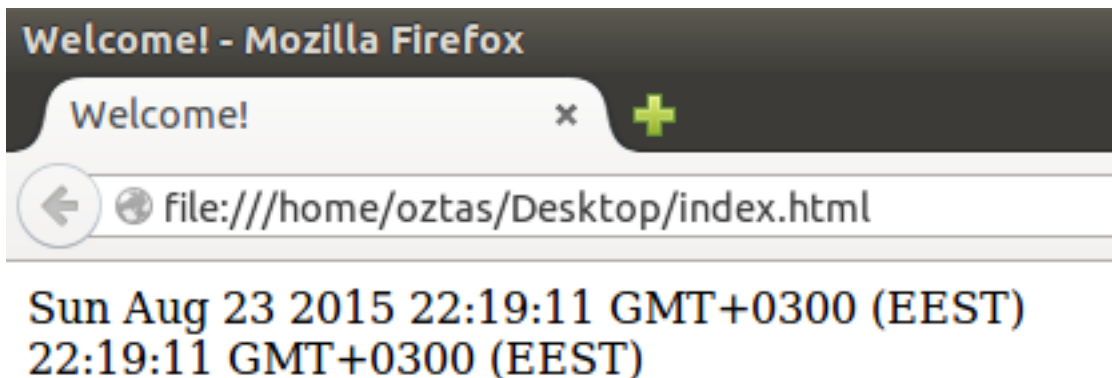 Welcome! - Mozilla Firefox
Welcome!
file:///home/oztas/Desktop/index.html
Sun Aug 23 2015 22:19:11 GMT+0300 (EEST)
22:19:11 GMT+0300 (EEST)